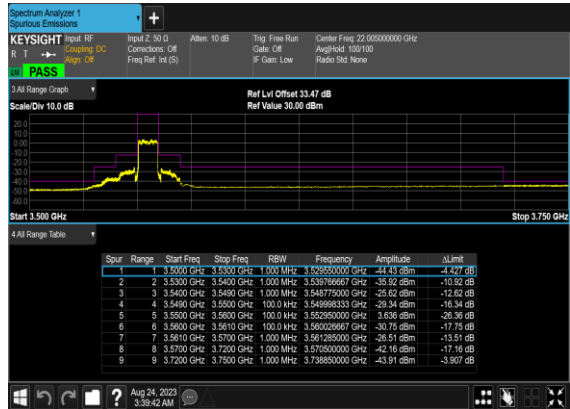 Spectrum Analyzer 1
Spurious Emissions
+
KEYSIGHT Input: RF Input Z: 50 Ω Atten: 10 dB Trig: Free Run Center Freq: 22.005000000 GHz
R T Coupling: DC Corrections: Off Gate: Off Avg|Hold: 100/100
Align: Off Freq Ref: Int (S) IF Gain: Low Radio Std: None
PASS
3 All Range Graph
Ref Lvl Offset 33.47 dB
Scale/Div 10.0 dB Ref Value 30.00 dBm
20.0
10.0
0.00
-10.0
-20.0
-30.0
-40.0
-50.0
-60.0
Start 3.500 GHz Stop 3.750 GHz
4 All Range Table
Spur Range Start Freq Stop Freq RBW Frequency Amplitude ΔLimit
1 1 3.5000 GHz 3.5300 GHz 1.000 MHz 3.529550000 GHz -44.43 dBm -4.427 dB
2 2 3.5300 GHz 3.5400 GHz 1.000 MHz 3.539766667 GHz -35.92 dBm -10.92 dB
3 3 3.5400 GHz 3.5490 GHz 1.000 MHz 3.548775000 GHz -25.62 dBm -12.62 dB
4 4 3.5490 GHz 3.5500 GHz 100.0 kHz 3.549998333 GHz -29.34 dBm -16.34 dB
5 5 3.5500 GHz 3.5600 GHz 100.0 kHz 3.552950000 GHz 3.636 dBm -26.36 dB
6 6 3.5600 GHz 3.5610 GHz 100.0 kHz 3.560026667 GHz -30.75 dBm -17.75 dB
7 7 3.5610 GHz 3.5700 GHz 1.000 MHz 3.561285000 GHz -26.51 dBm -13.51 dB
8 8 3.5700 GHz 3.7200 GHz 1.000 MHz 3.570500000 GHz -42.16 dBm -17.16 dB
9 9 3.7200 GHz 3.7500 GHz 1.000 MHz 3.738850000 GHz -43.91 dBm -3.907 dB
? Aug 24, 2023
3:39:42 AM